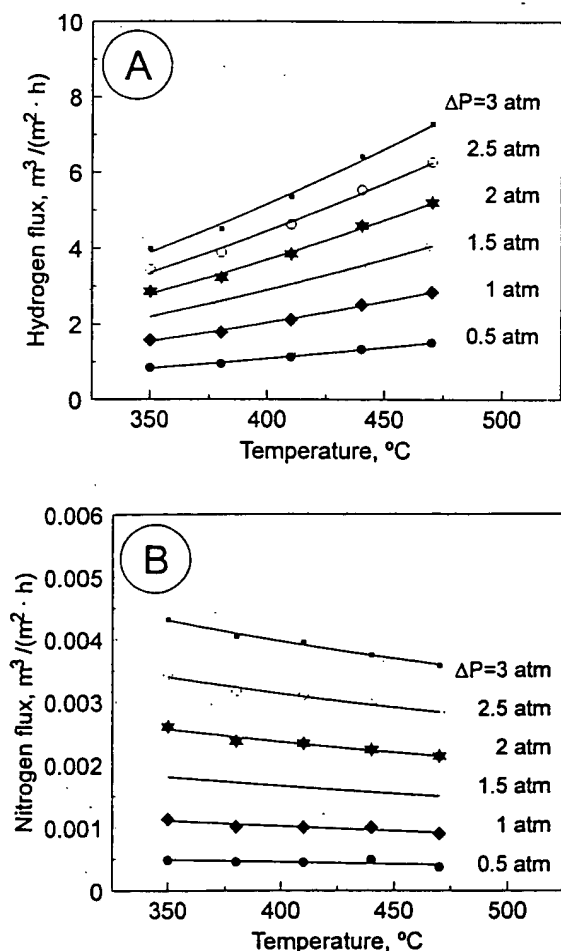 A
Hydrogen flux, m³/(m²· h)
10
8
6
4
2
0
ΔP=3 atm
2.5 atm
2 atm
1.5 atm
1 atm
0.5 atm
350
400
450
500
Temperature, ºC
B
Nitrogen flux, m³/(m²· h)
0.006
0.005
0.004
0.003
0.002
0.001
0
ΔP=3 atm
2.5 atm
2 atm
1.5 atm
1 atm
0.5 atm
350
400
450
500
Temperature, ºC